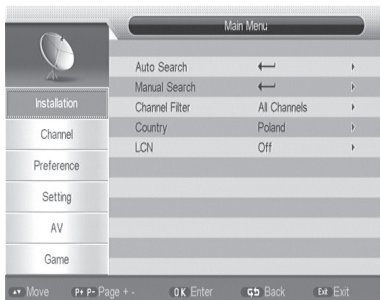 Main Menu
Auto Search
Manual Search
Channel Filter All Channels
Country Poland
LCN Off
Installation
Channel
Preference
Setting
AV
Game
Move P+ P- Page + - OK Enter Back Exit Exit